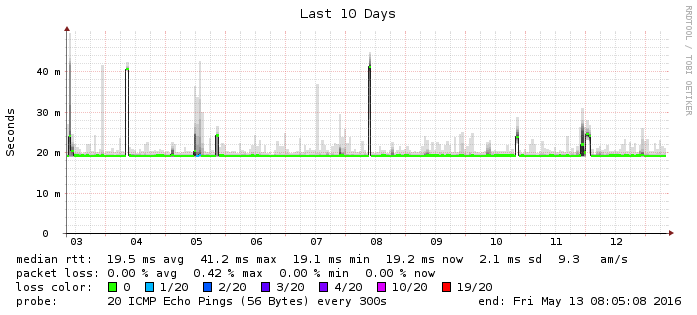 Last 10 Days
RRDTOOL / TOBI OETIKER
Seconds
40 m
30 m
20 m
10 m
0
03 04 05 06 07 08 09 10 11 12
median rtt: 19.5 ms avg 41.2 ms max 19.1 ms min 19.2 ms now 2.1 ms sd 9.3 am/s
packet loss: 0.00 % avg 0.42 % max 0.00 % min 0.00 % now
loss color: 0 1/20 2/20 3/20 4/20 10/20 19/20
probe: 20 ICMP Echo Pings (56 Bytes) every 300s end: Fri May 13 08:05:08 2016